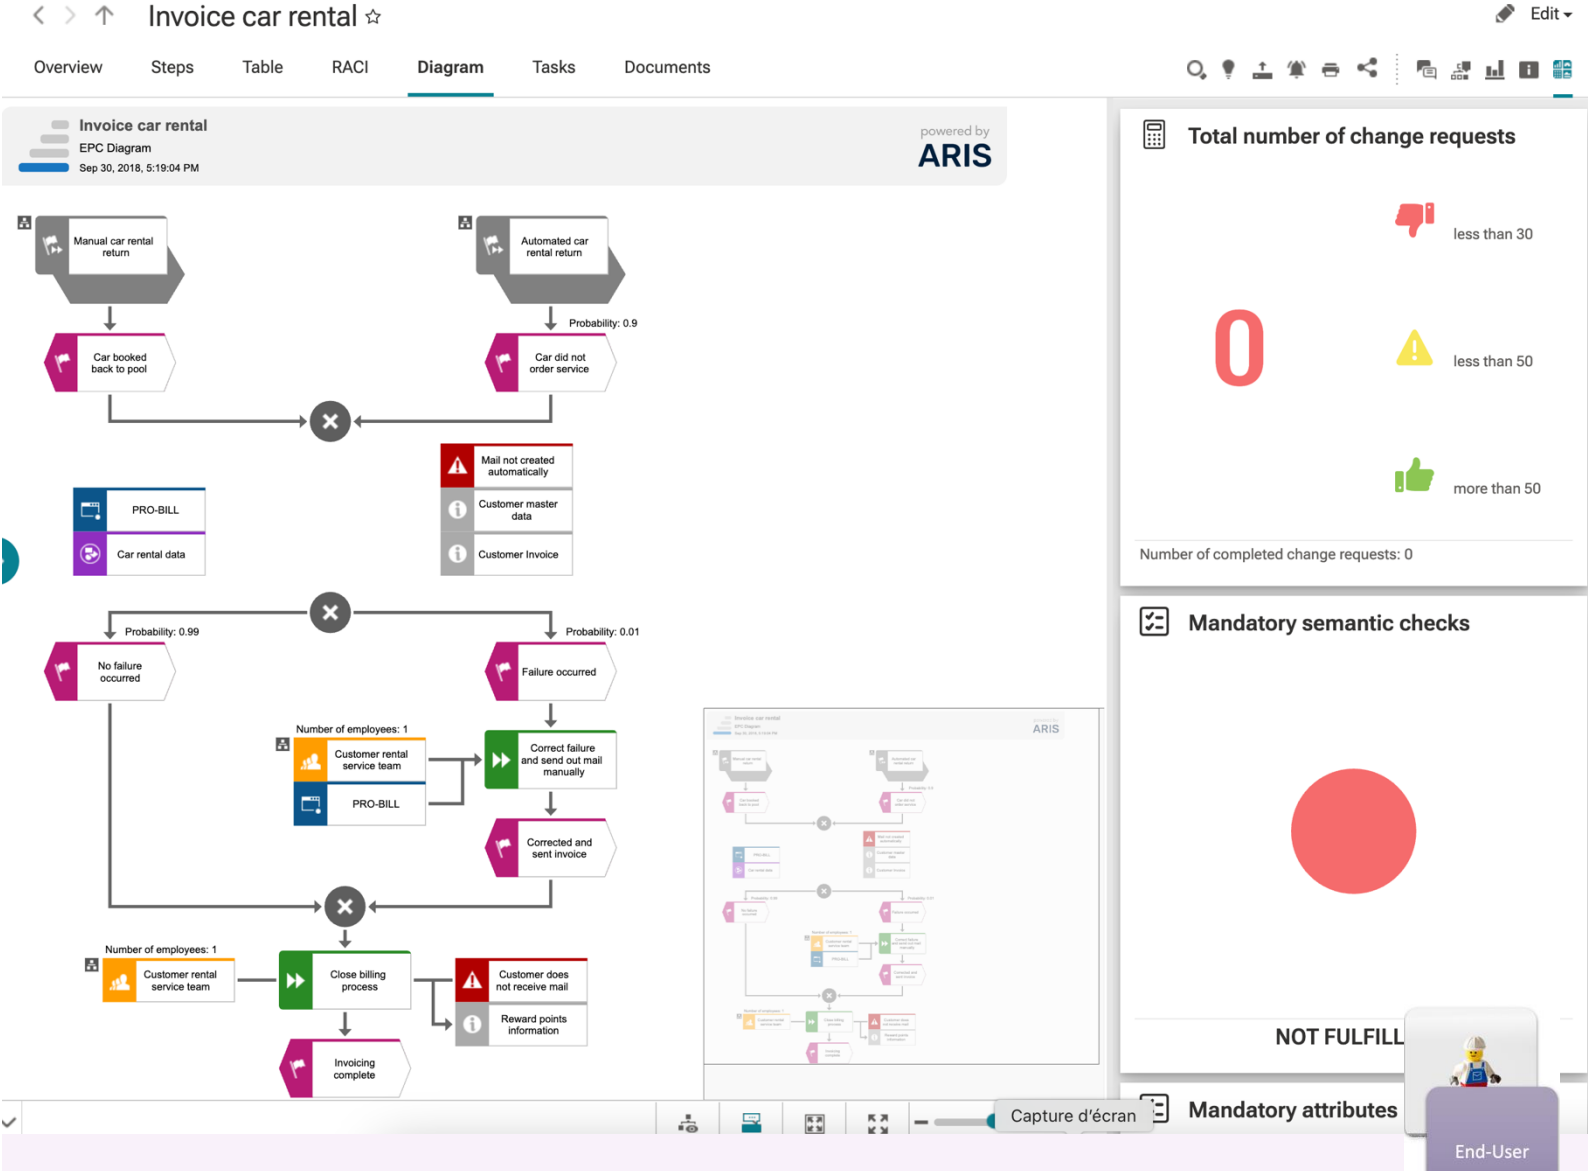 Invoice car rental
Edit
Overview
Steps
Table
RACI
Diagram
Tasks
Documents
Invoice car rental
EPC Diagram
Sep 30, 2018, 5:19:04 PM
powered by
ARIS
Manual car rental
return
Automated car
rental return
Probability: 0.9
Car booked
back to pool
Car did not
order service
Mail not created
automatically
Customer master
data
Customer Invoice
PRO-BILL
Car rental data
Probability: 0.99
Probability: 0.01
No failure
occurred
Failure occurred
Number of employees: 1
Customer rental
service team
PRO-BILL
Correct failure
and send out mail
manually
Corrected and
sent invoice
Number of employees: 1
Customer rental
service team
Close billing
process
Customer does
not receive mail
Reward points
information
Invoicing
complete
Invoice car rental
EPC Diagram
ARIS
Total number of change requests
less than 30
0
less than 50
more than 50
Number of completed change requests: 0
Mandatory semantic checks
NOT FULFILL
Mandatory attributes
Capture d'écran
End-User